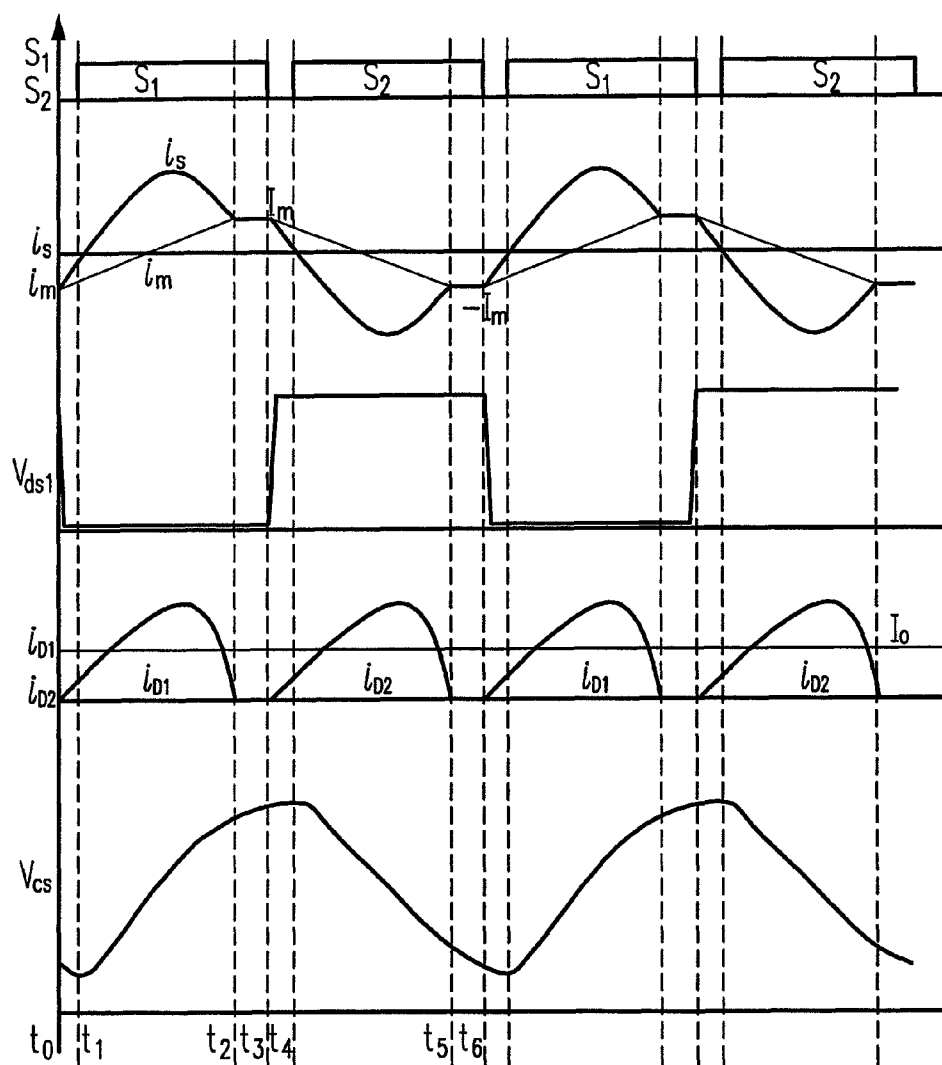 S1
S2
S1
S2
S1
S2
is
Im
is
im
im
-Im
Vds1
iD1
Io
iD2
iD1
iD2
iD1
iD2
Vcs
t0
t1
t2
t3
t4
t5
t6